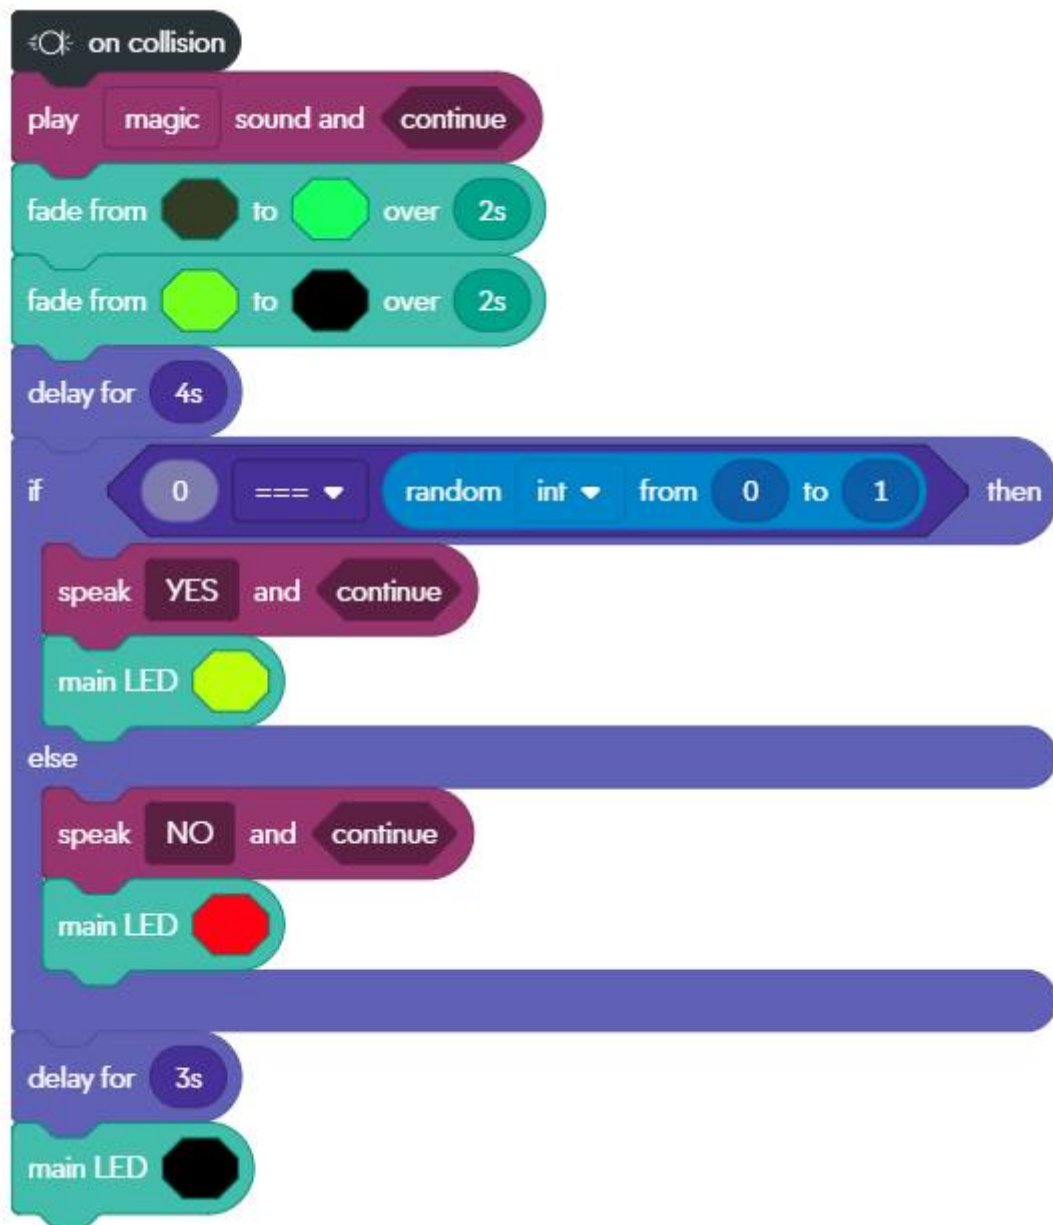 on collision
play magic sound and continue
fade from to over 2s
fade from to over 2s
delay for 4s
if 0 === random int from 0 to 1 then
speak YES and continue
main LED
else
speak NO and continue
main LED
delay for 3s
main LED